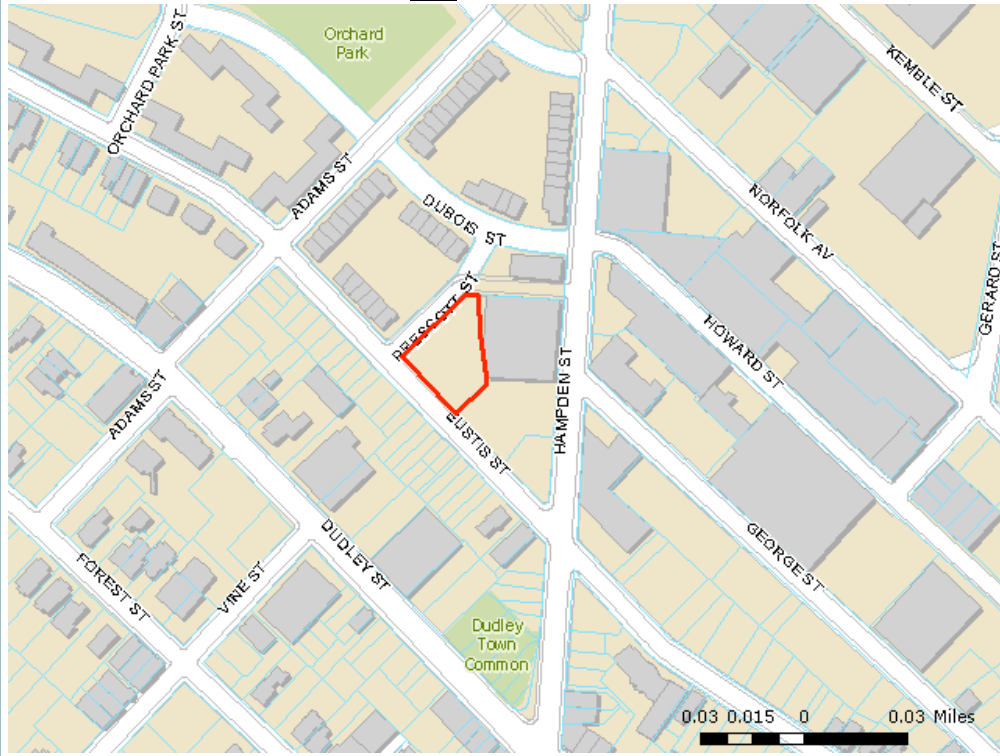 Orchard
Park
ORCHARD PARK ST
KEMBLE ST
ADAMS ST
DUBOIS ST
NORFOLK AV
GERARD ST
PRESCOTT ST
HOWARD ST
HAMPDEN ST
ADAMS ST
EUSTIS ST
DUDLEY ST
GEORGE ST
FOREST ST
VINE ST
Dudley
Town
Common
0.03 0.015 0 0.03 Miles